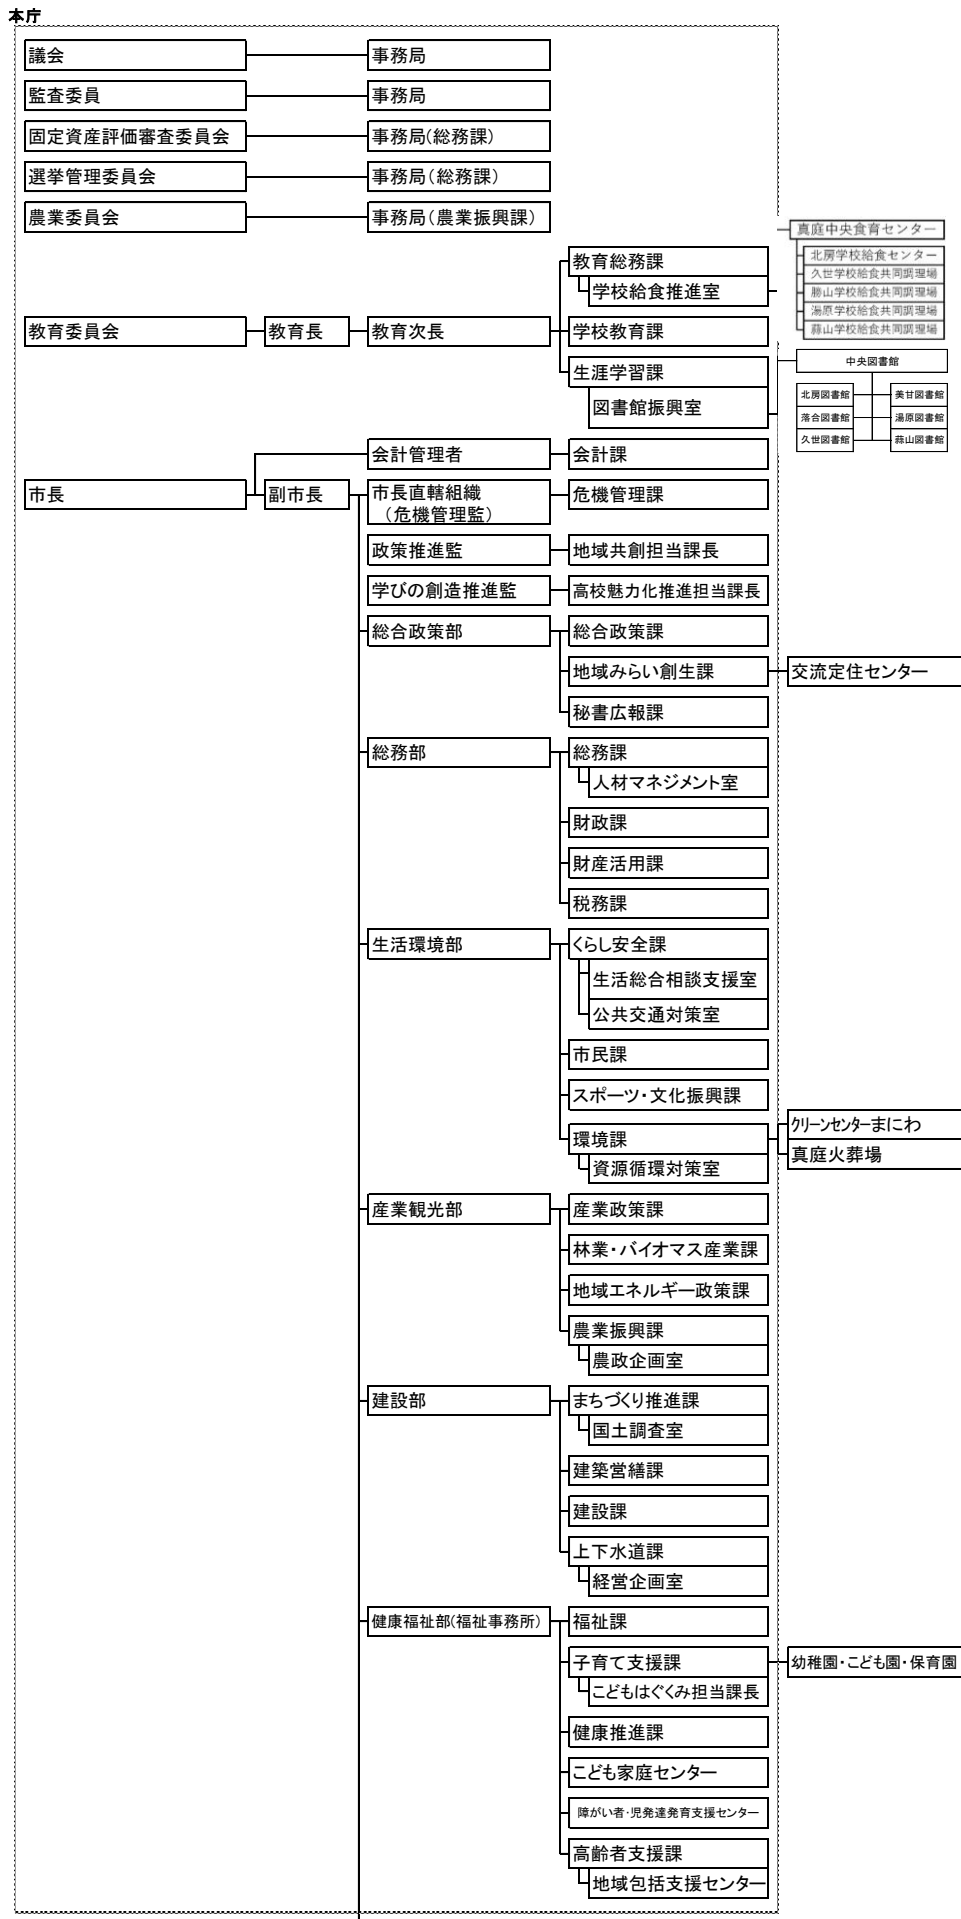 本庁
議会
事務局
監査委員
事務局
固定資産評価審査委員会
事務局(総務課)
選挙管理委員会
事務局(総務課)
農業委員会
事務局(農業振興課)
教育委員会
教育長
教育次長
教育総務課
学校給食推進室
真庭中央食育センター
北房学校給食センター
久世学校給食共同調理場
勝山学校給食共同調理場
湯原学校給食共同調理場
蒜山学校給食共同調理場
学校教育課
生涯学習課
図書館振興室
中央図書館
北房図書館
美甘図書館
落合図書館
湯原図書館
久世図書館
蒜山図書館
会計管理者
会計課
市長
副市長
市長直轄組織
(危機管理監)
危機管理課
政策推進監
地域共創担当課長
学びの創造推進監
高校魅力化推進担当課長
総合政策部
総合政策課
地域みらい創生課
交流定住センター
秘書広報課
総務部
総務課
人材マネジメント室
財政課
財産活用課
税務課
生活環境部
くらし安全課
生活総合相談支援室
公共交通対策室
市民課
スポーツ・文化振興課
環境課
資源循環対策室
クリーンセンターまにわ
真庭火葬場
産業観光部
産業政策課
林業・バイオマス産業課
地域エネルギー政策課
農業振興課
農政企画室
建設部
まちづくり推進課
国土調査室
建築営繕課
建設課
上下水道課
経営企画室
健康福祉部(福祉事務所)
福祉課
子育て支援課
こどもはぐくみ担当課長
幼稚園・こども園・保育園
健康推進課
こども家庭センター
障がい者・児発達発育支援センター
高齢者支援課
地域包括支援センター